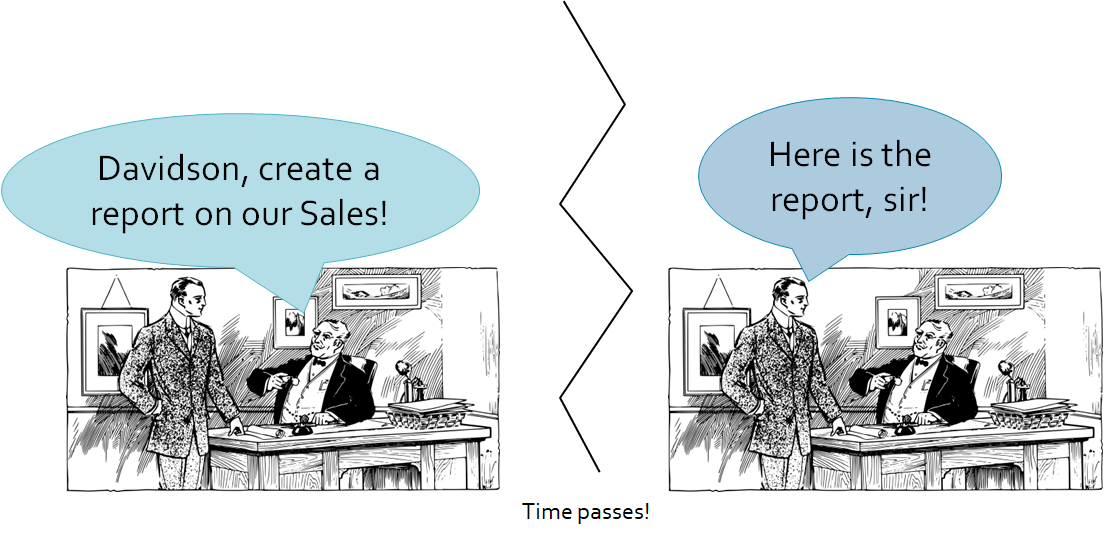 Davidson, create a
report on our Sales!
Here is the
report, sir!
Time passes!